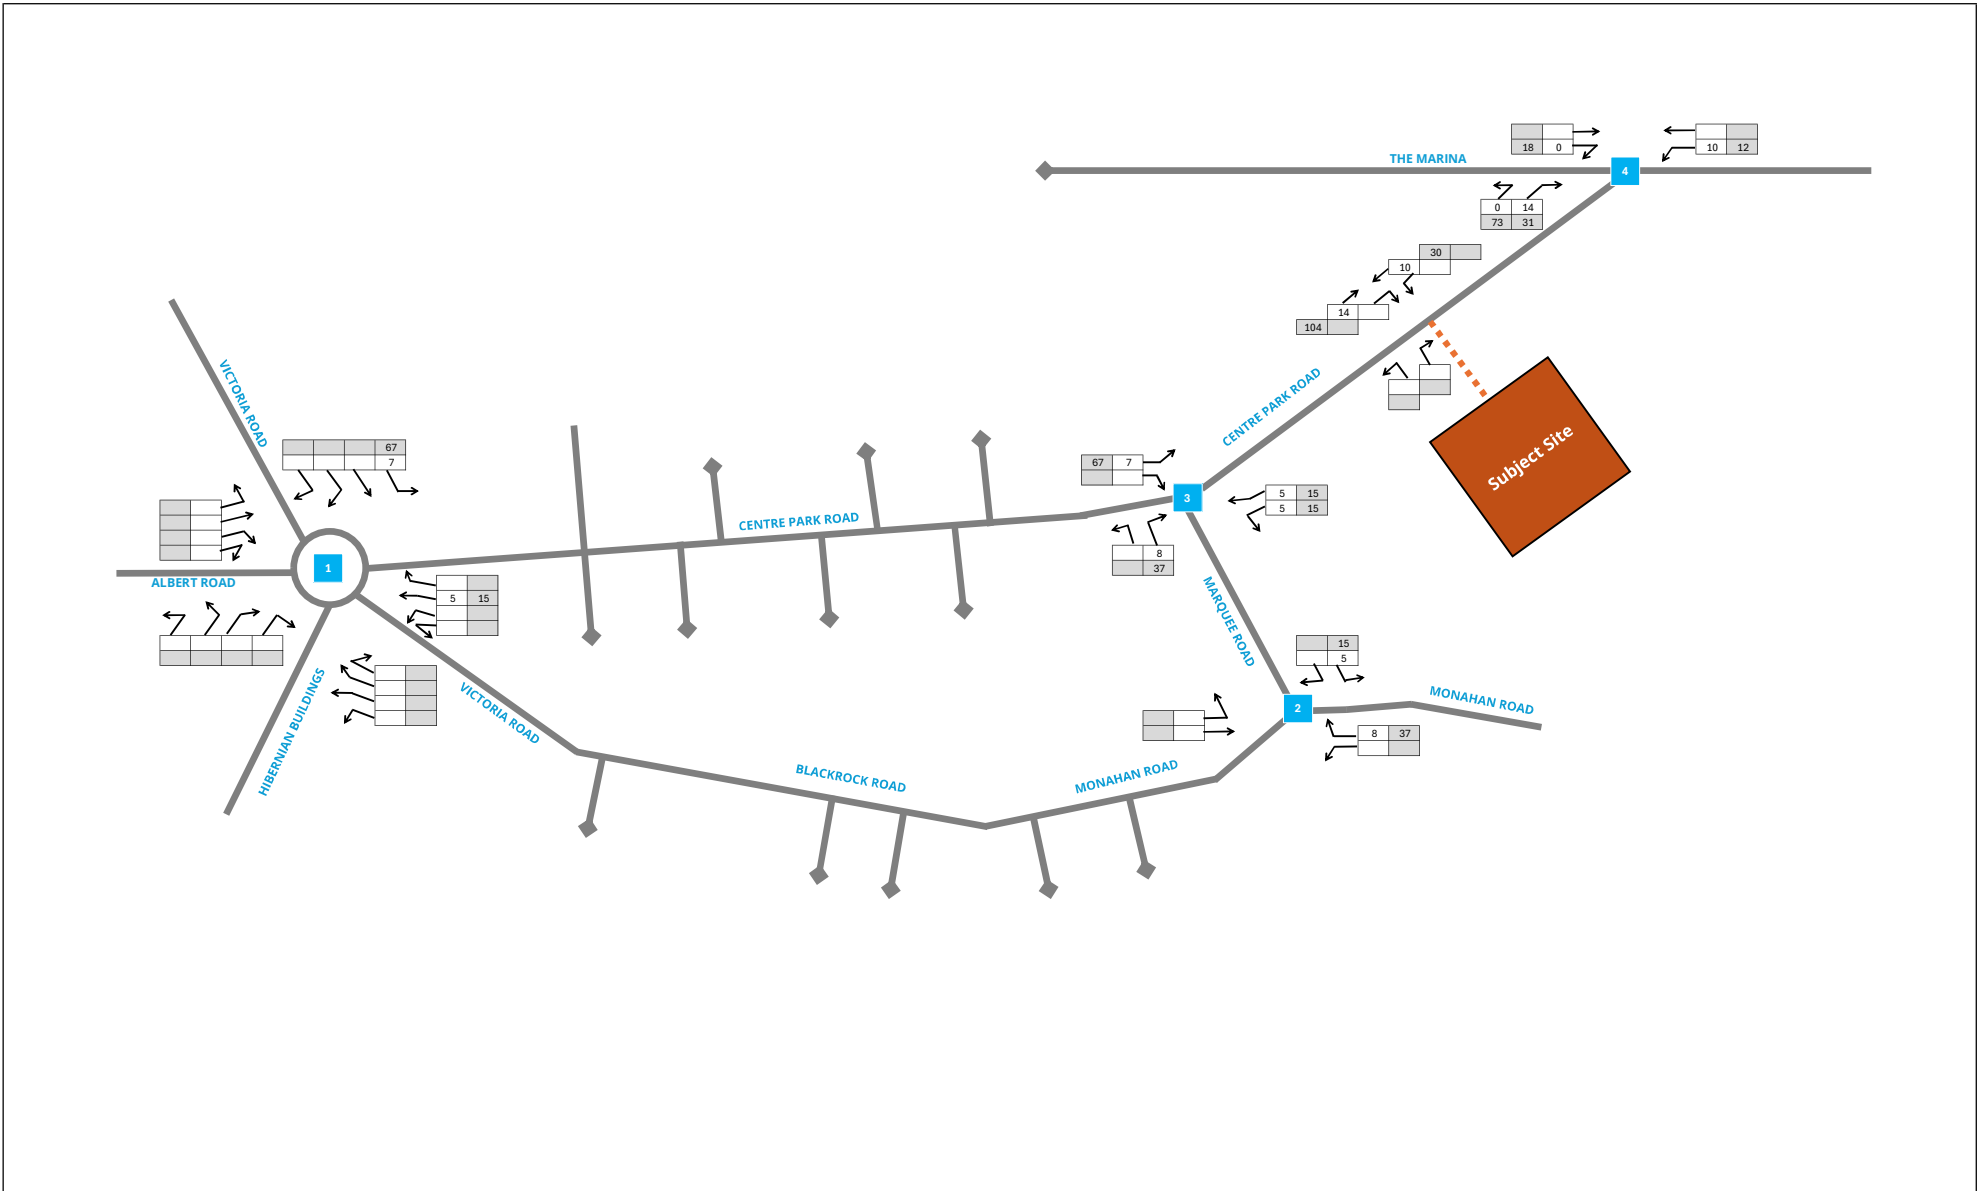 18 0
10 12
THE MARINA
4
0 14
73 31
30
10
14
104
VICTORIA ROAD
CENTRE PARK ROAD
Subject Site
67
7
67 7
3
5 15
5 15
CENTRE PARK ROAD
8
37
1
ALBERT ROAD
5 15
MARQUEE ROAD
15
5
HIBERNIAN BUILDINGS
VICTORIA ROAD
2
MONAHAN ROAD
8 37
BLACKROCK ROAD
MONAHAN ROAD